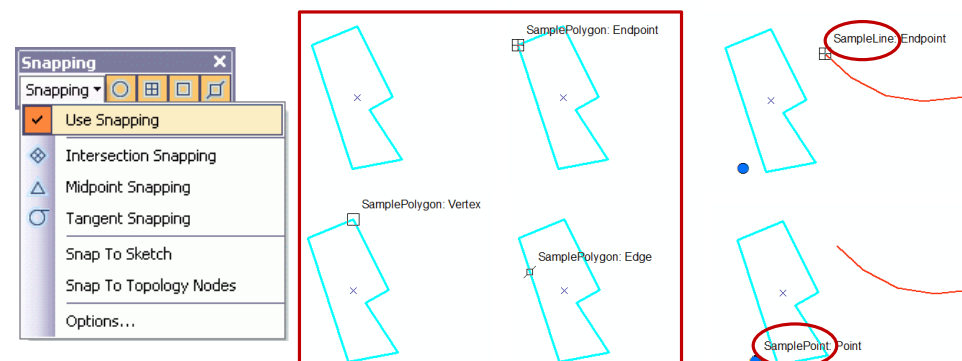 Snapping
Snapping
Use Snapping
Intersection Snapping
Midpoint Snapping
Tangent Snapping
Snap To Sketch
Snap To Topology Nodes
Options...
SamplePolygon: Endpoint
SamplePolygon: Vertex
SamplePolygon: Edge
SampleLine: Endpoint
SamplePoint: Point